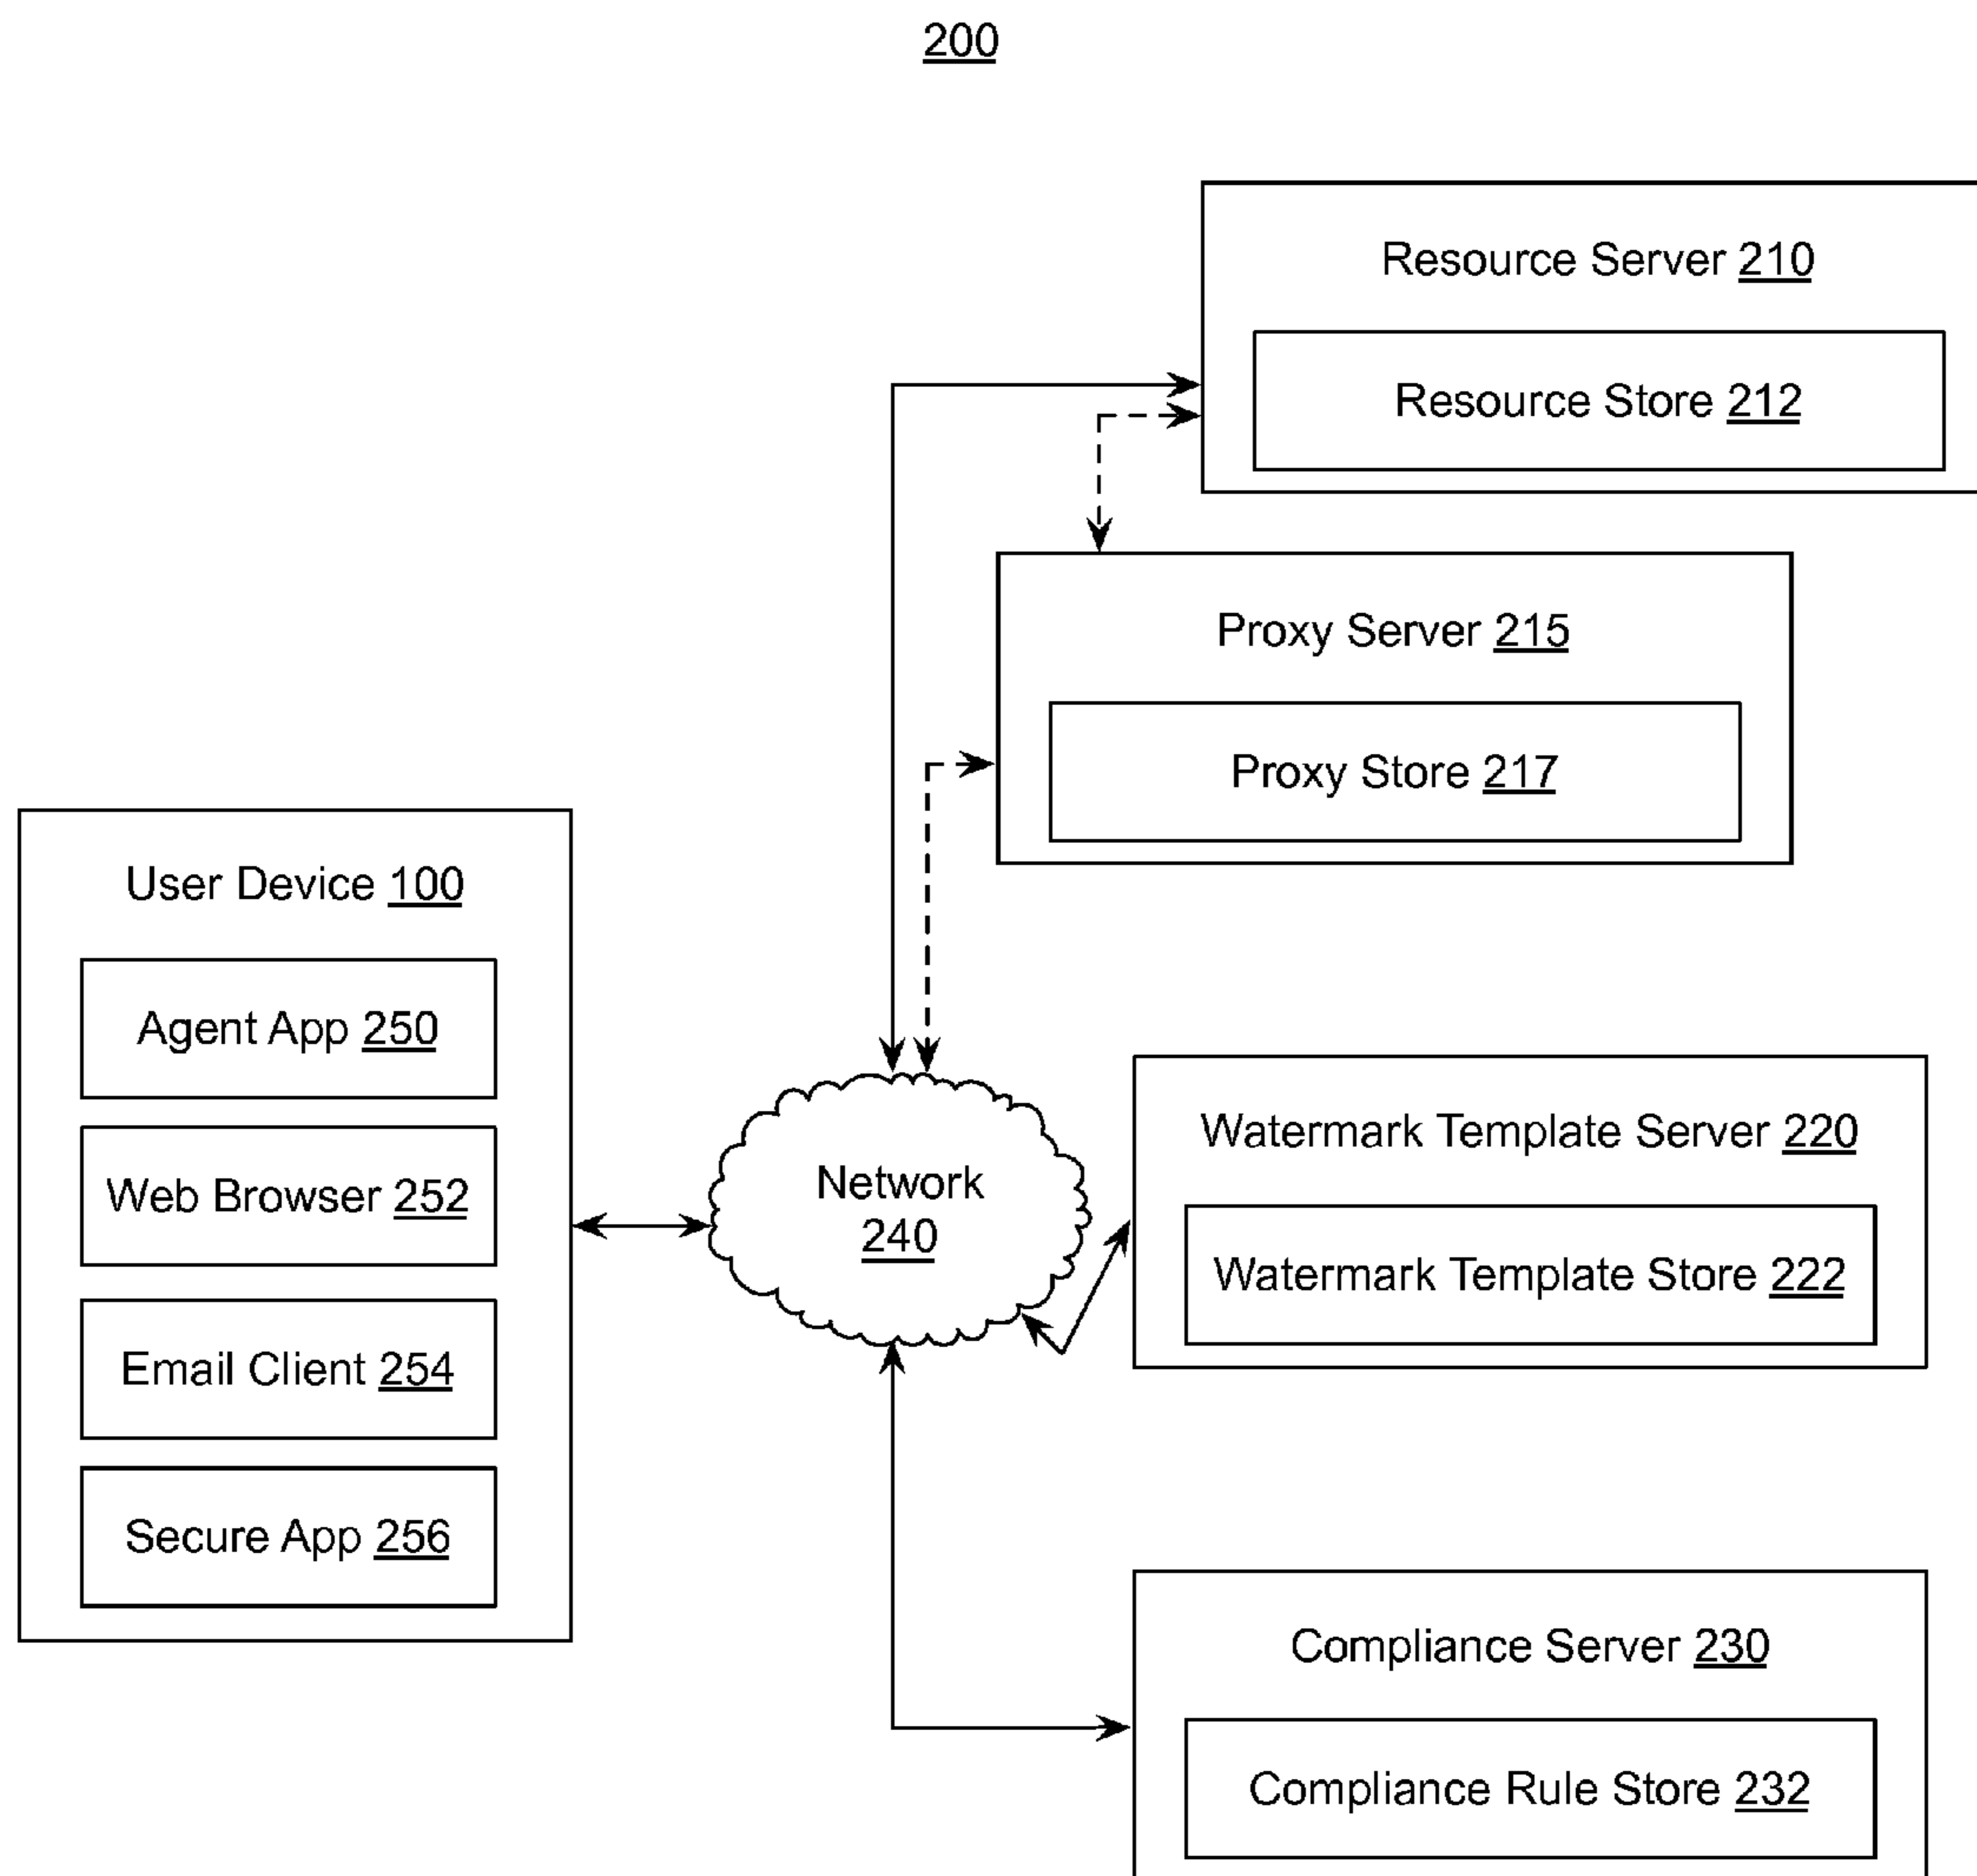 200
Resource Server 210
Resource Store 212
Proxy Server 215
Proxy Store 217
User Device 100
Agent App 250
Web Browser 252
Email Client 254
Secure App 256
Network
240
Watermark Template Server 220
Watermark Template Store 222
Compliance Server 230
Compliance Rule Store 232